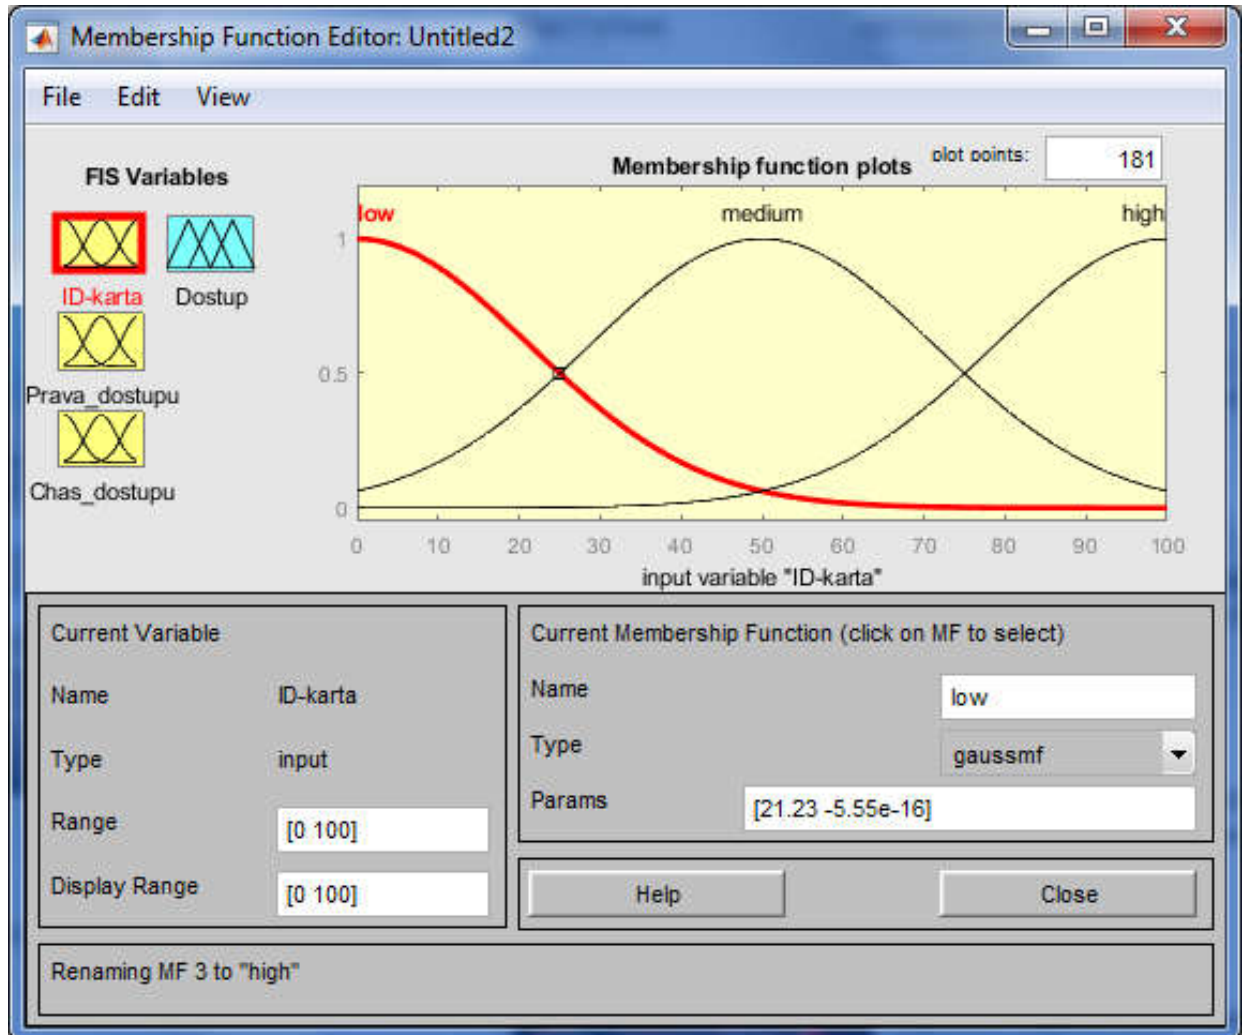 Membership Function Editor: Untitled2
File Edit View
FIS Variables
Membership function plots
plot points:
181
ID-karta
Dostup
Prava_dostupu
Chas_dostupu
low
medium
high
1
0.5
0
0 10 20 30 40 50 60 70 80 90 100
input variable "ID-karta"
Current Variable
Name ID-karta
Type input
Range [0 100]
Display Range [0 100]
Current Membership Function (click on MF to select)
Name low
Type gaussmf
Params [21.23 -5.55e-16]
Help Close
Renaming MF 3 to "high"